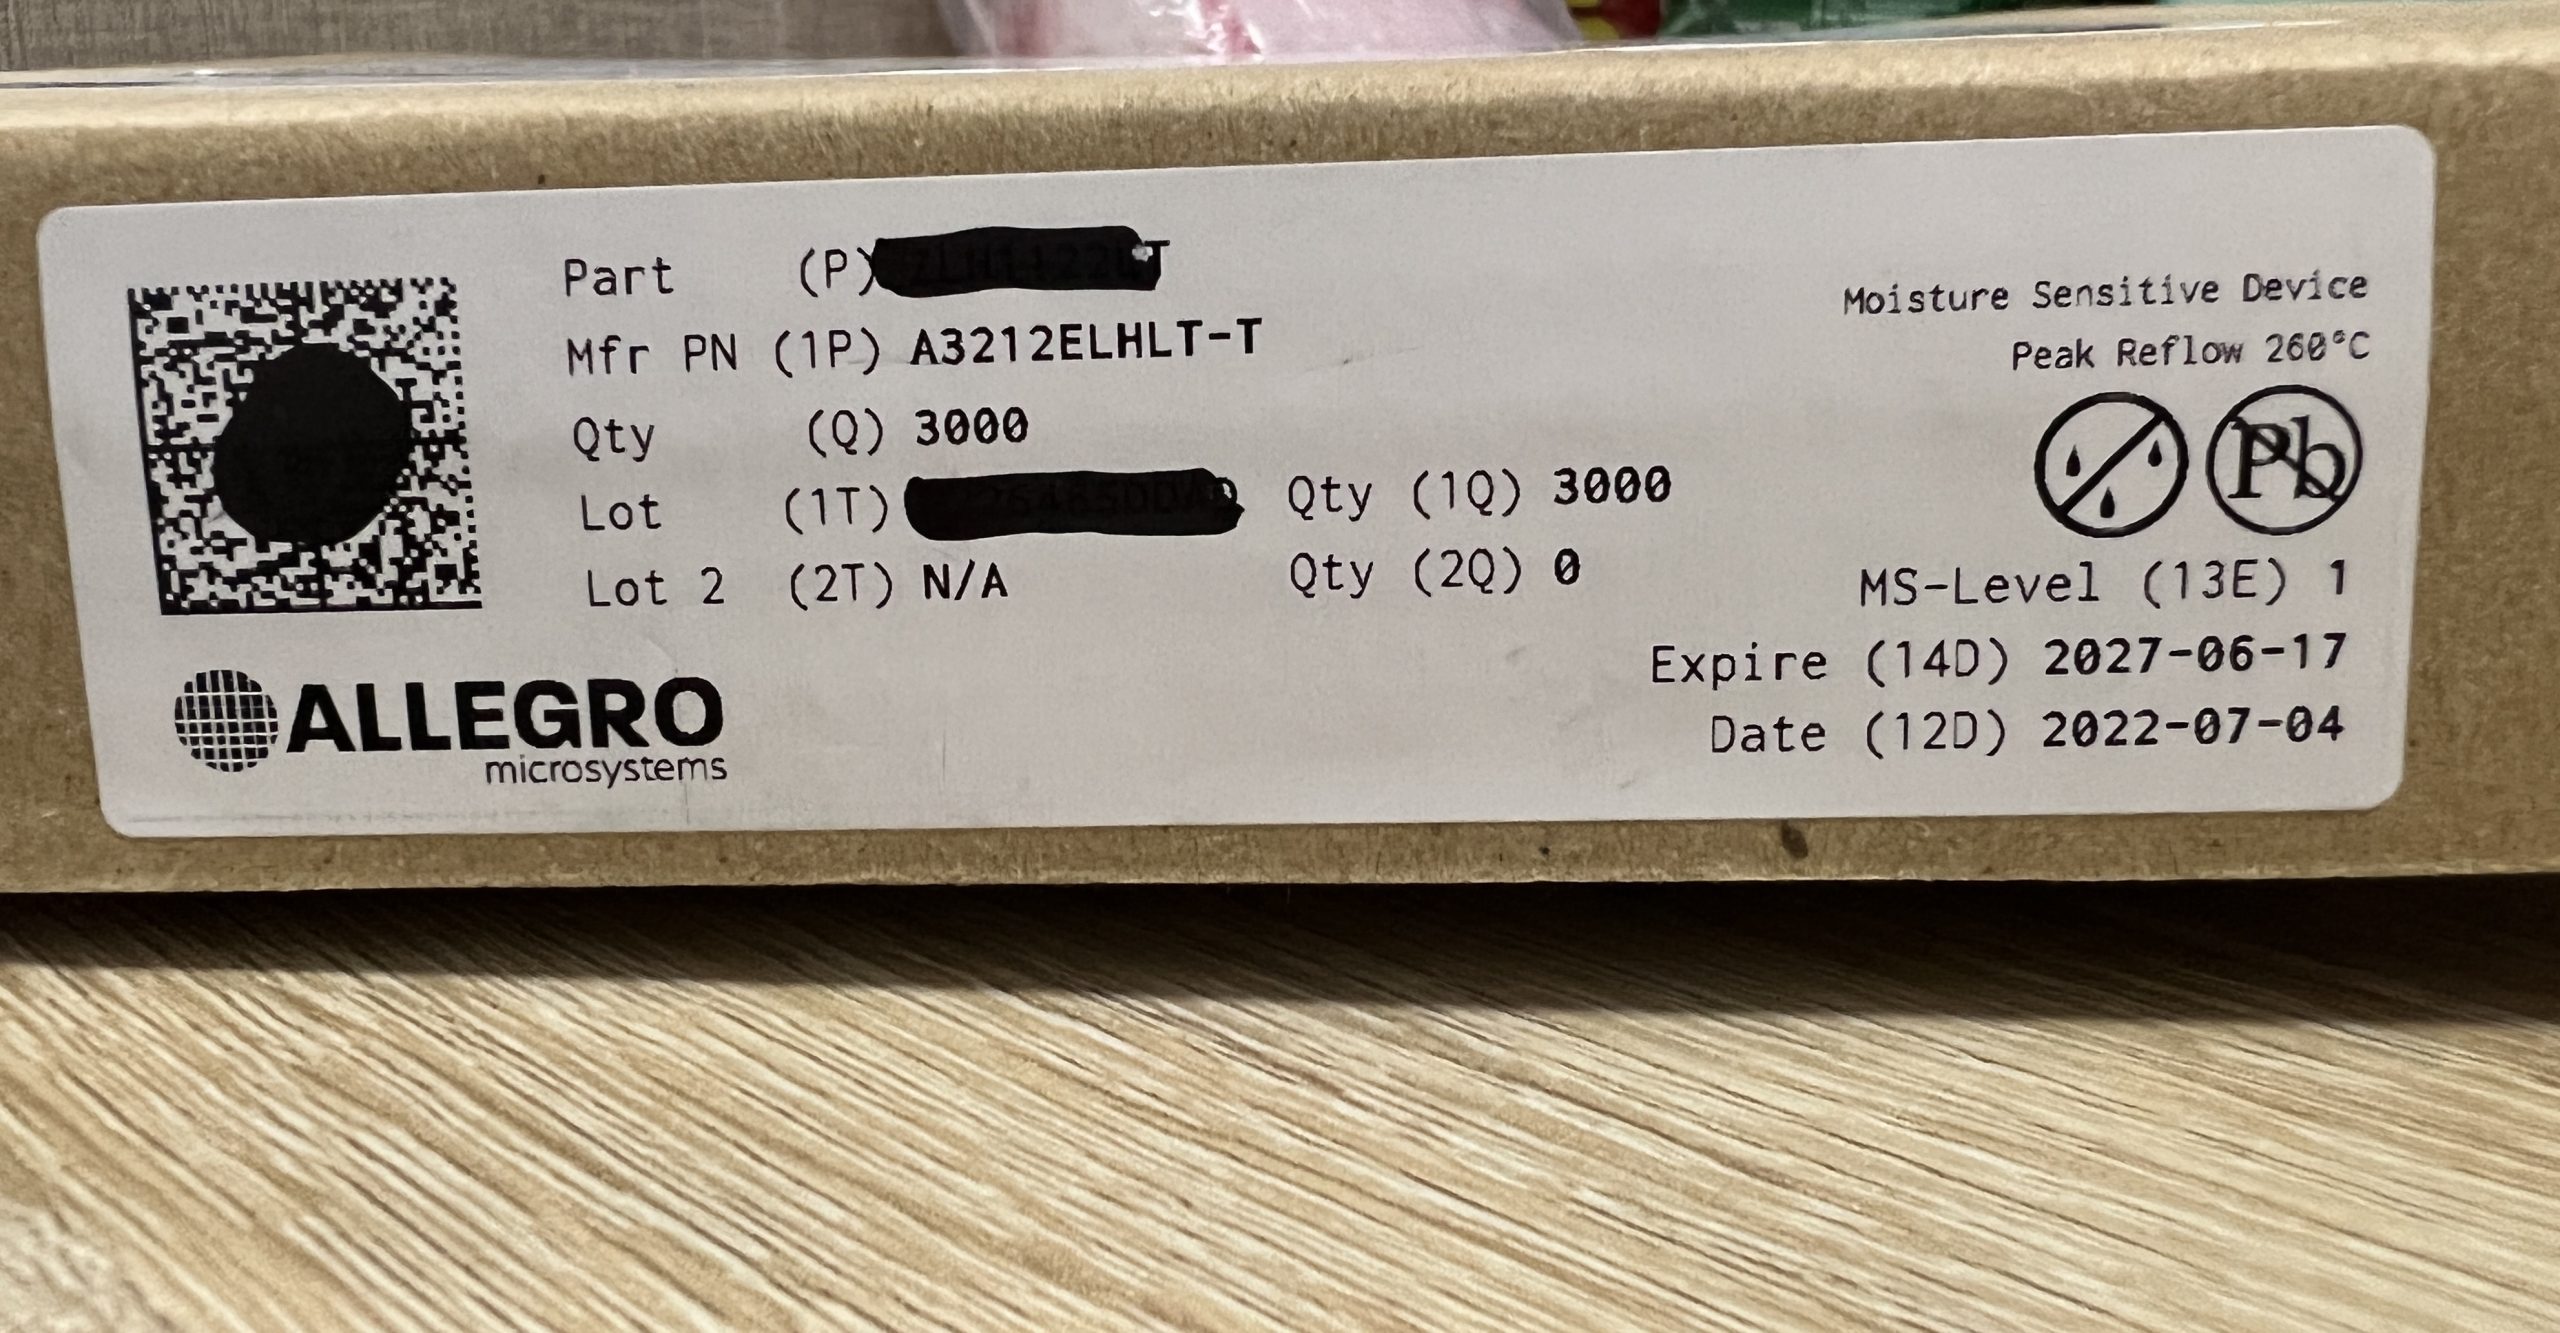 Part (P)
Mfr PN (1P) A3212ELHLT-T
Qty (Q) 3000
Lot (1T) Qty (1Q) 3000
Lot 2 (2T) N/A Qty (2Q) 0
ALLEGRO
microsystems
Moisture Sensitive Device
Peak Reflow 260°C
Pb
MS-Level (13E) 1
Expire (14D) 2027-06-17
Date (12D) 2022-07-04